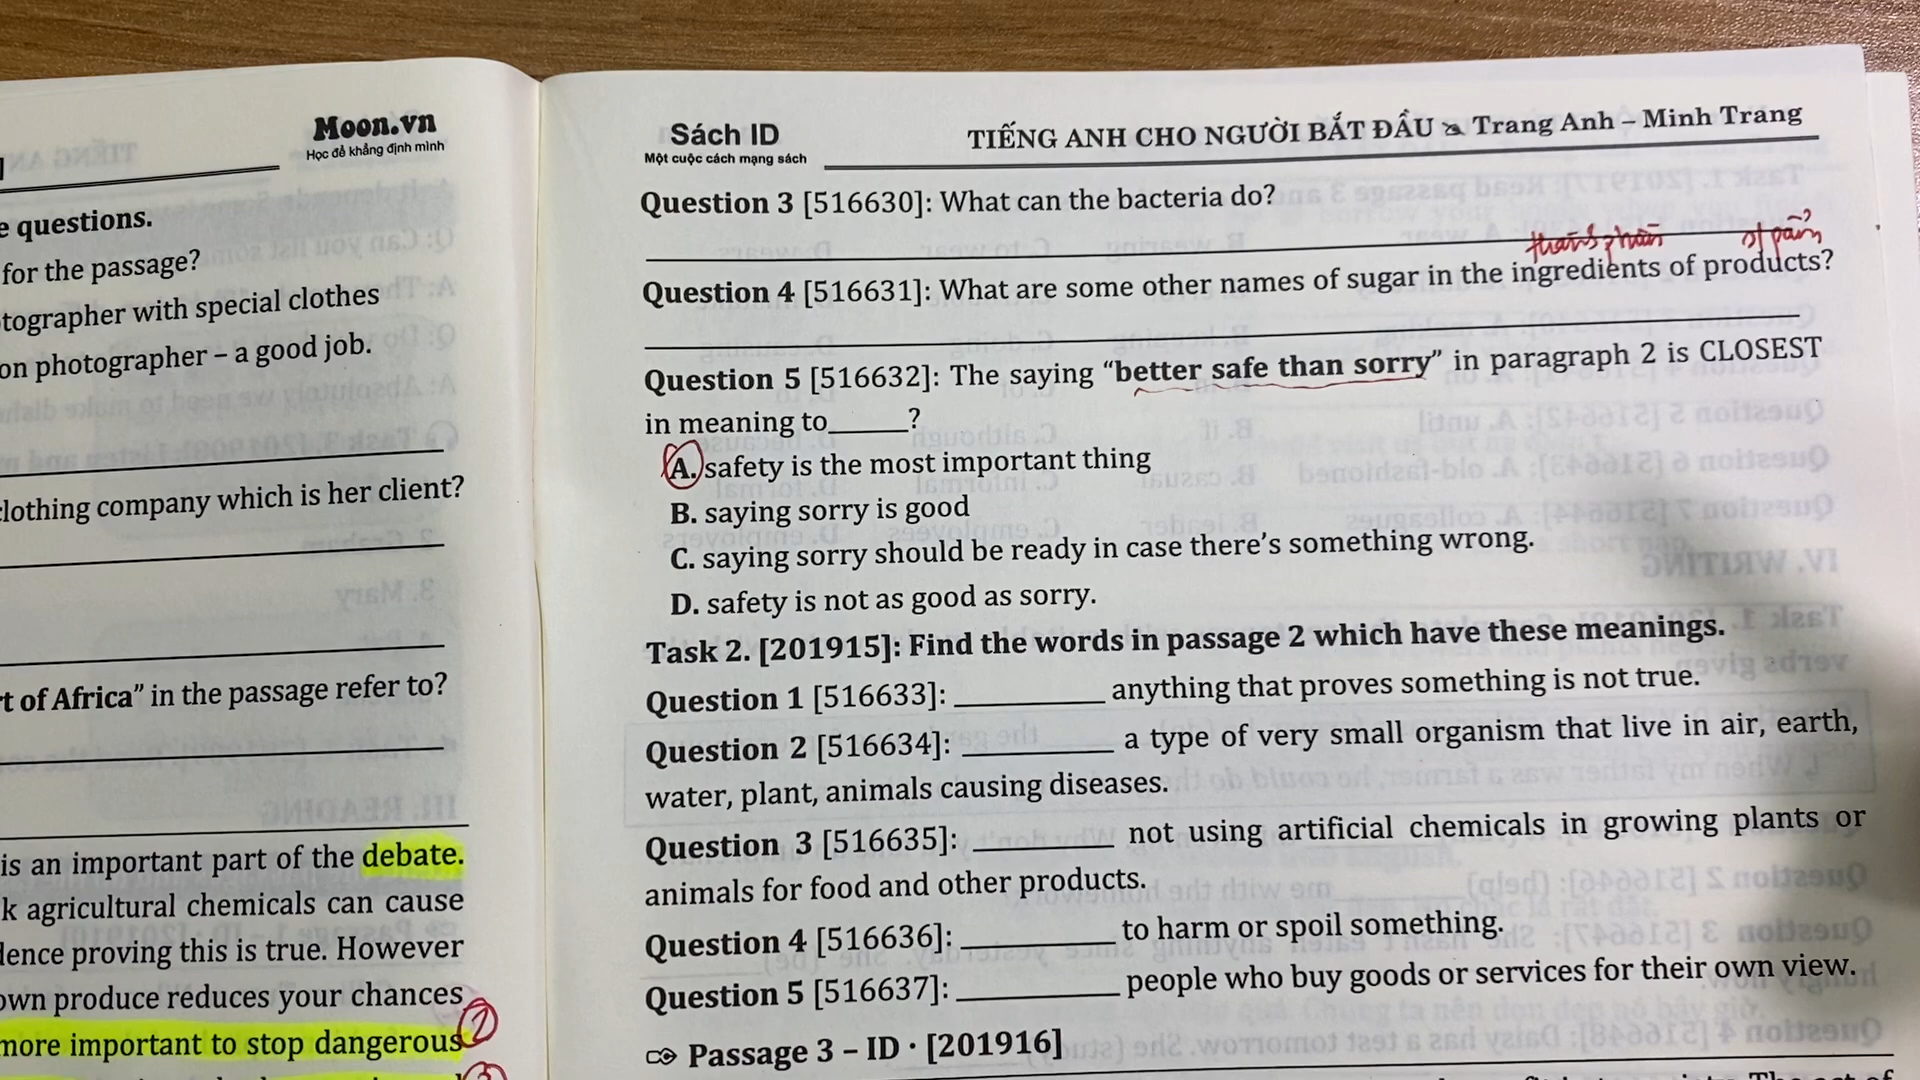 Moon.vn
Học để khẳng định mình
e questions.
for the passage?
tographer with special clothes
on photographer – a good job.
clothing company which is her client?
t of Africa” in the passage refer to?
is an important part of the debate.
k agricultural chemicals can cause
dence proving this is true. However
own produce reduces your chances
more important to stop dangerous
Sách ID
Một cuộc cách mạng sách
TIẾNG ANH CHO NGƯỜI BẮT ĐẦU Trang Anh – Minh Trang
Question 3 [516630]: What can the bacteria do?
thành phần
Question 4 [516631]: What are some other names of sugar in the ingredients of products?
Question 5 [516632]: The saying “better safe than sorry” in paragraph 2 is CLOSEST
in meaning to______?
A. safety is the most important thing
B. saying sorry is good
C. saying sorry should be ready in case there’s something wrong.
D. safety is not as good as sorry.
Task 2. [201915]: Find the words in passage 2 which have these meanings.
Question 1 [516633]: __________ anything that proves something is not true.
Question 2 [516634]: __________ a type of very small organism that live in air, earth,
water, plant, animals causing diseases.
Question 3 [516635]: __________ not using artificial chemicals in growing plants or
animals for food and other products.
Question 4 [516636]: __________ to harm or spoil something.
Question 5 [516637]: __________ people who buy goods or services for their own view.
Passage 3 – ID · [201916]